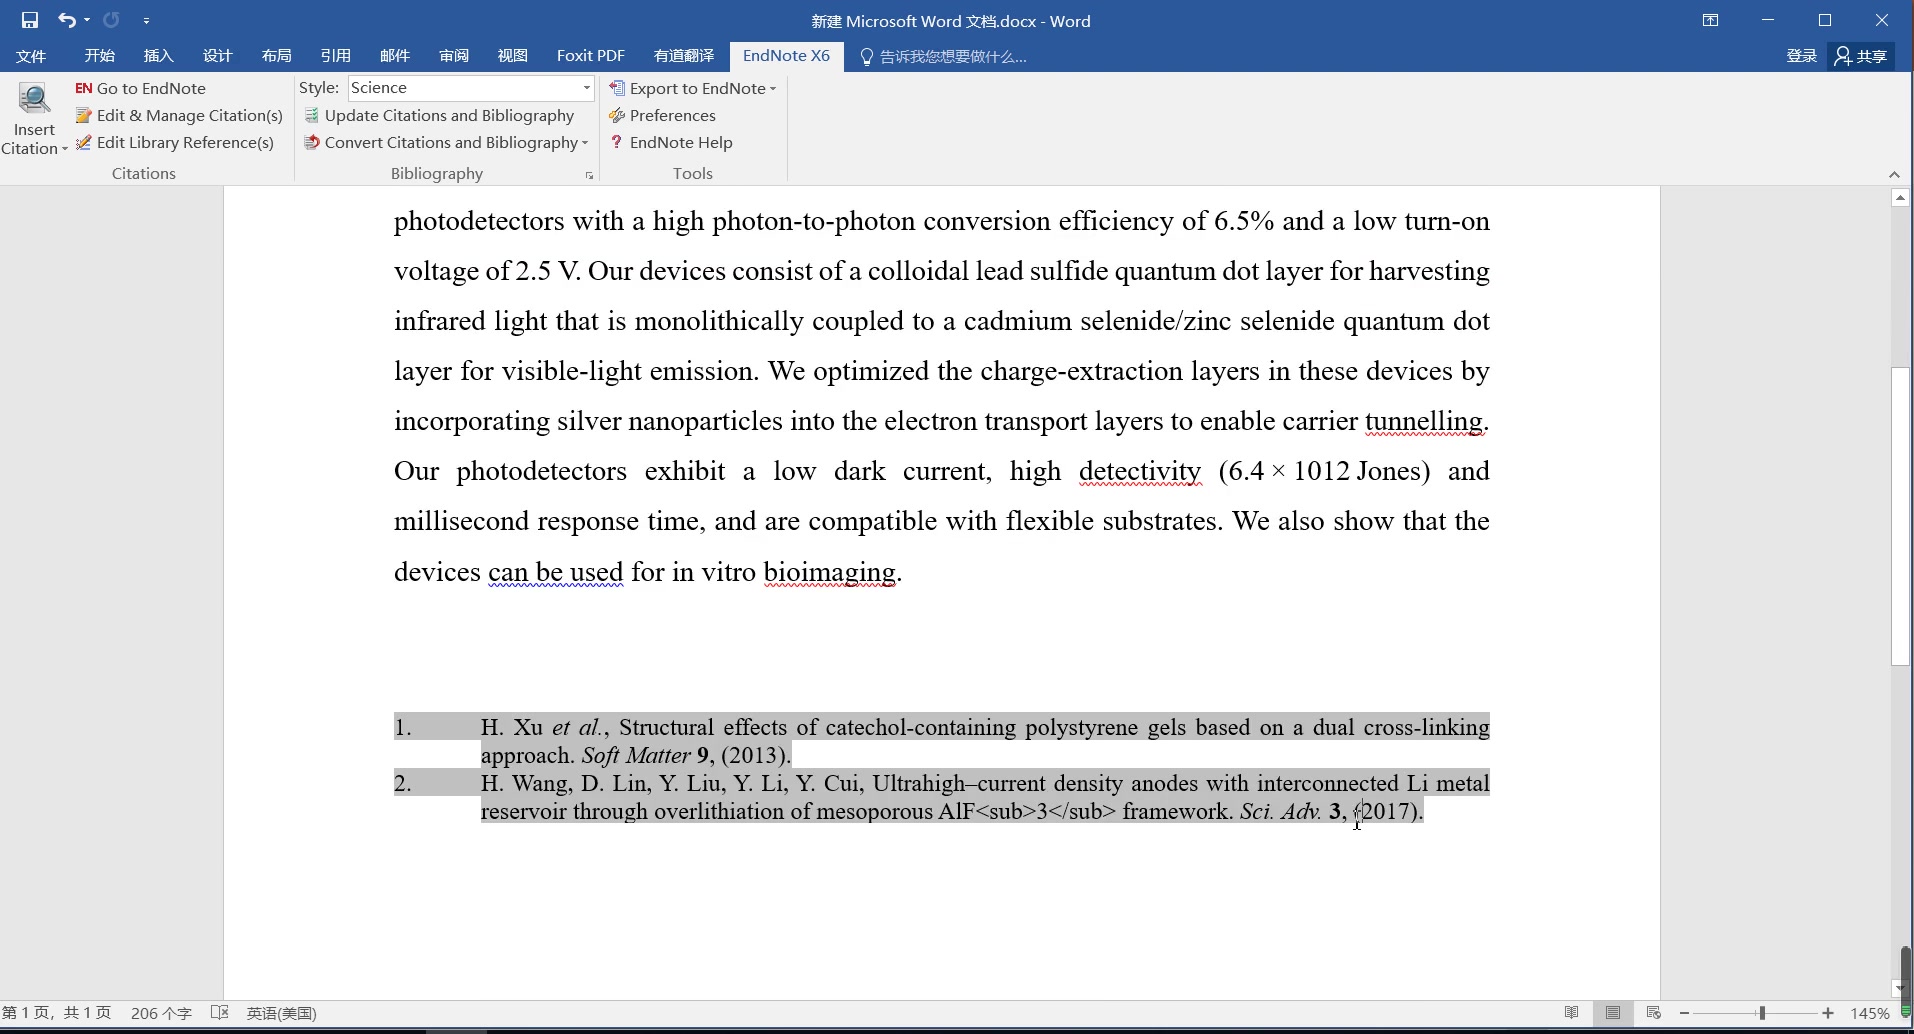 新建 Microsoft Word 文档.docx - Word
文件 开始 插入 设计 布局 引用 邮件 审阅 视图 Foxit PDF 有道翻译 EndNote X6 告诉我您想要做什么... 登录 共享
Insert Citation
EN Go to EndNote
Edit & Manage Citation(s)
Edit Library Reference(s)
Citations
Style: Science
Update Citations and Bibliography
Convert Citations and Bibliography
Bibliography
Export to EndNote
Preferences
? EndNote Help
Tools
photodetectors with a high photon-to-photon conversion efficiency of 6.5% and a low turn-on
voltage of 2.5 V. Our devices consist of a colloidal lead sulfide quantum dot layer for harvesting
infrared light that is monolithically coupled to a cadmium selenide/zinc selenide quantum dot
layer for visible-light emission. We optimized the charge-extraction layers in these devices by
incorporating silver nanoparticles into the electron transport layers to enable carrier tunnelling.
Our photodetectors exhibit a low dark current, high detectivity (6.4 × 1012 Jones) and
millisecond response time, and are compatible with flexible substrates. We also show that the
devices can be used for in vitro bioimaging.
1. H. Xu et al., Structural effects of catechol-containing polystyrene gels based on a dual cross-linking
approach. Soft Matter 9, (2013).
2. H. Wang, D. Lin, Y. Liu, Y. Li, Y. Cui, Ultrahigh–current density anodes with interconnected Li metal
reservoir through overlithiation of mesoporous AlF<sub>3</sub> framework. Sci. Adv. 3, (2017).
第 1 页，共 1 页 206 个字 英语(美国) 145%